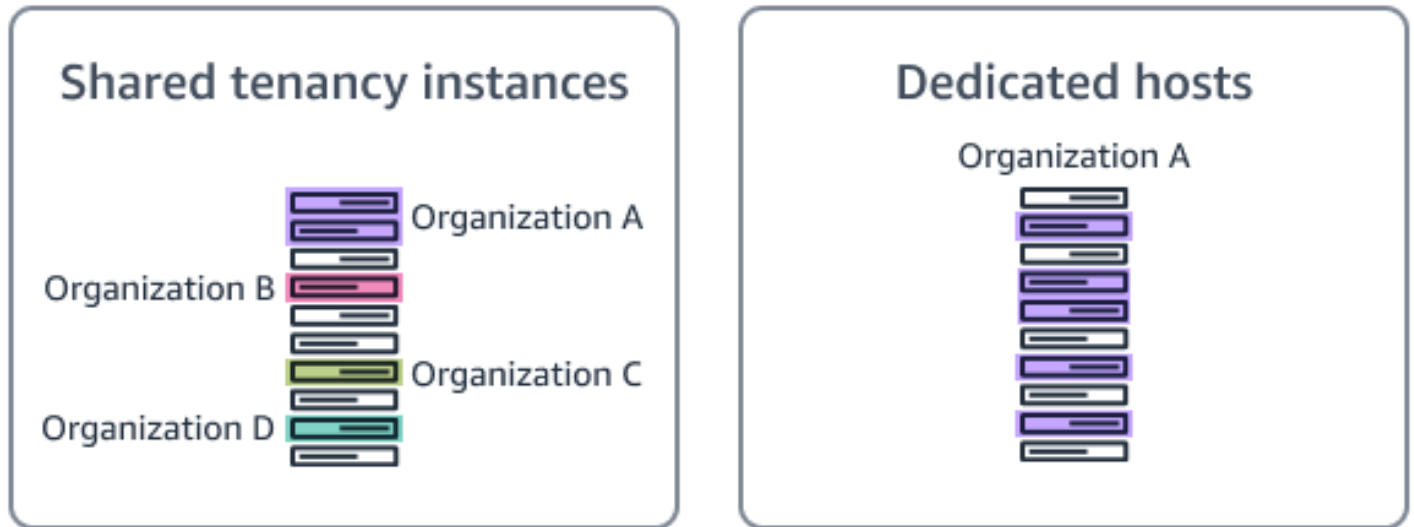 Shared tenancy instances
Organization A
Organization B
Organization C
Organization D
Dedicated hosts
Organization A